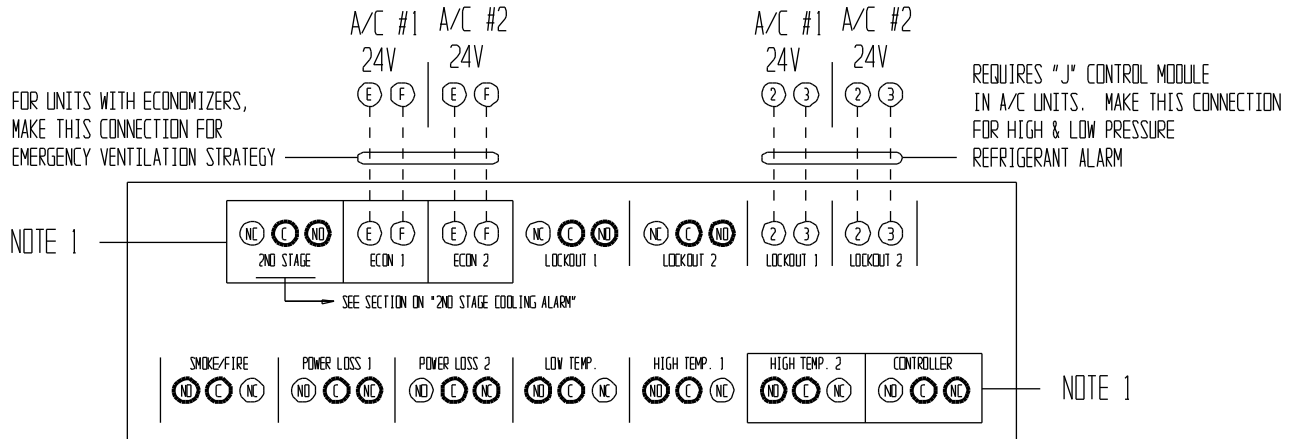 A/C #1 A/C #2 A/C #1 A/C #2
24V 24V 24V 24V
FOR UNITS WITH ECONOMIZERS,
MAKE THIS CONNECTION FOR
EMERGENCY VENTILATION STRATEGY
E F E F 2 3 2 3
REQUIRES "J" CONTROL MODULE
IN A/C UNITS. MAKE THIS CONNECTION
FOR HIGH & LOW PRESSURE
REFRIGERANT ALARM
NOTE 1
NC C NO E F E F NC C NO NC C NO 2 3 2 3
2ND STAGE ECON 1 ECON 2 LOCKOUT 1 LOCKOUT 2 LOCKOUT 1 LOCKOUT 2
SEE SECTION ON "2ND STAGE COOLING ALARM"
SMOKE/FIRE POWER LOSS 1 POWER LOSS 2 LOW TEMP. HIGH TEMP. 1 HIGH TEMP. 2 CONTROLLER
NO C NC NO C NC NO C NC NO C NC NO C NC NO C NC NO C NC
NOTE 1